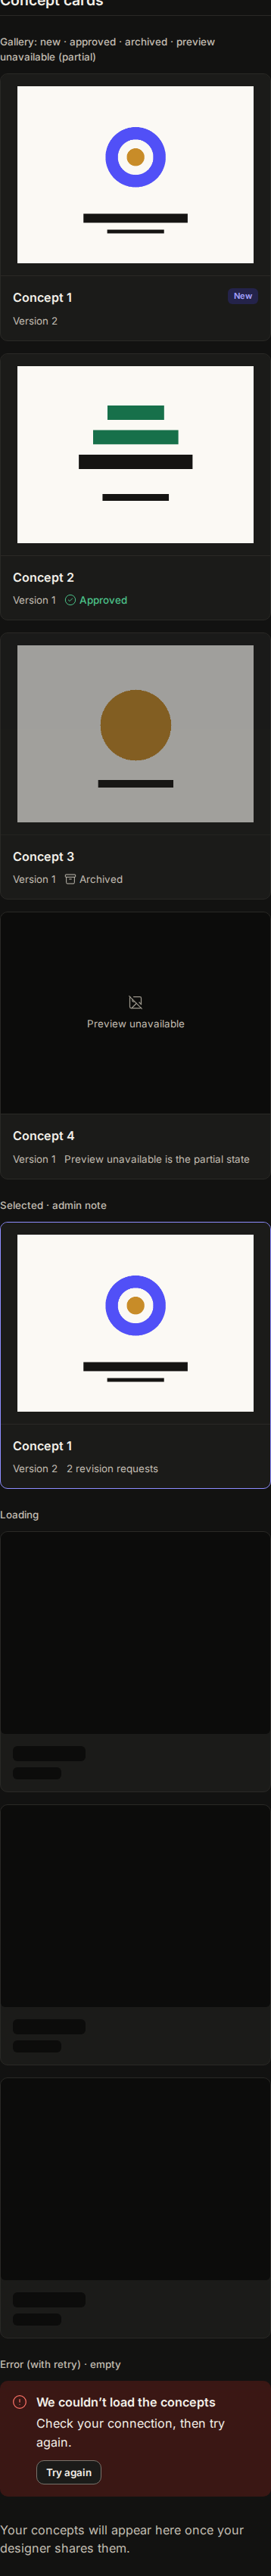 Concept cards
Gallery: new · approved · archived · preview
unavailable (partial)
Concept 1
New
Version 2
Concept 2
Version 1 Approved
Concept 3
Version 1 Archived
Preview unavailable
Concept 4
Version 1 Preview unavailable is the partial state
Selected · admin note
Concept 1
Version 2 2 revision requests
Loading
Error (with retry) · empty
We couldn’t load the concepts
Check your connection, then try
again.
Try again
Your concepts will appear here once your
designer shares them.